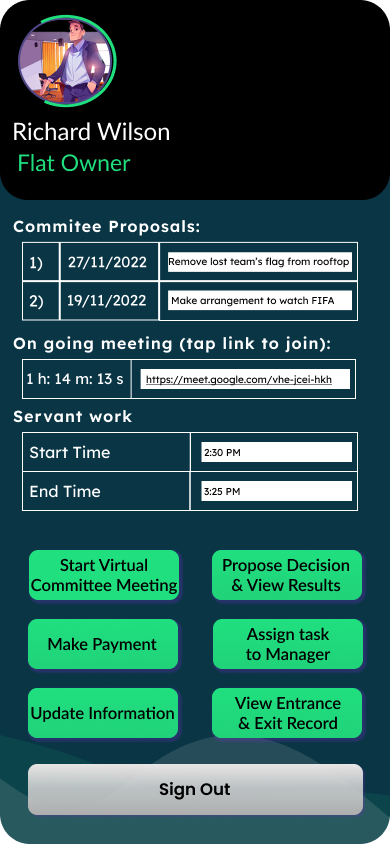 Richard Wilson
Flat Owner
Commitee Proposals:
1) 27/11/2022 Remove lost team's flag from rooftop
2) 19/11/2022 Make arrangement to watch FIFA
On going meeting (tap link to join):
1 h: 14 m: 13 s https://meet.google.com/vhe-jcei-hkh
Servant work
Start Time 2:30 PM
End Time 3:25 PM
Start Virtual
Committee Meeting
Propose Decision
& View Results
Make Payment
Assign task
to Manager
Update Information
View Entrance
& Exit Record
Sign Out